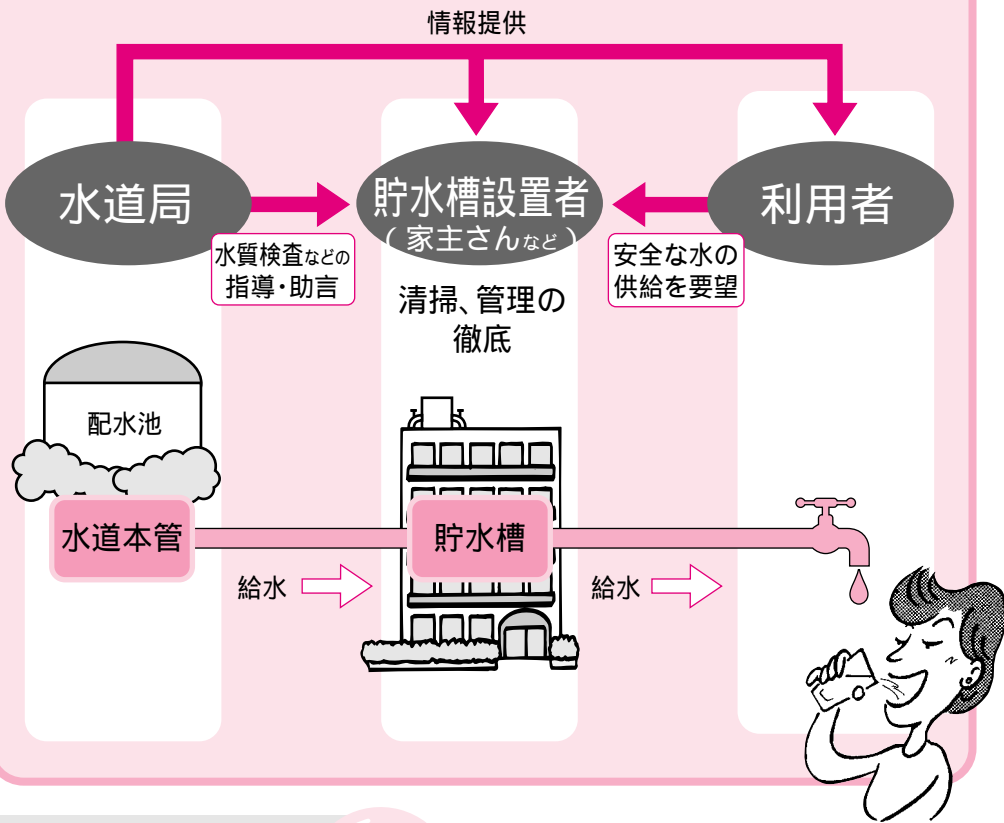 情報提供
水道局
貯水槽設置者
(家主さんなど)
利用者
水質検査などの
指導・助言
安全な水の
供給を要望
清掃、管理の
徹底
配水池
水道本管
貯水槽
給水
給水